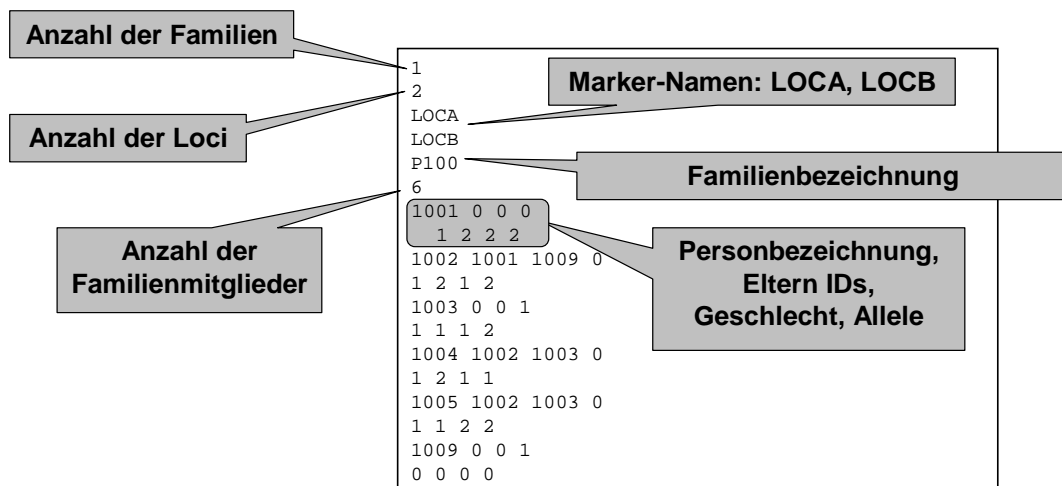 Anzahl der Familien
1
2
LOCA
LOCB
P100
6
1001 0 0 0
1 2 2 2
1002 1001 1009 0
1 2 1 2
1003 0 0 1
1 1 1 2
1004 1002 1003 0
1 2 1 1
1005 1002 1003 0
1 1 2 2
1009 0 0 1
0 0 0 0
Marker-Namen: LOCA, LOCB
Anzahl der Loci
Familienbezeichnung
Anzahl der
Familienmitglieder
Personbezeichnung,
Eltern IDs,
Geschlecht, Allele